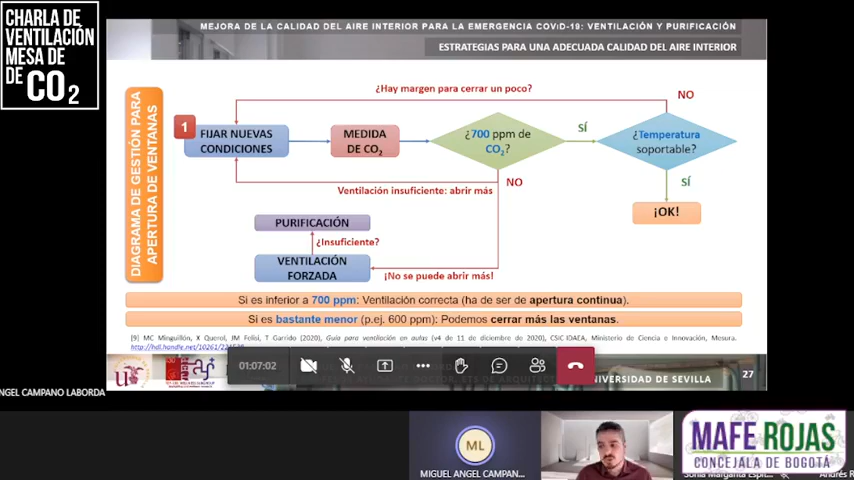 CHARLA DE
VENTILACIÓN
MESA DE
DE CO2
MEJORA DE LA CALIDAD DEL AIRE INTERIOR PARA LA EMERGENCIA COVID-19: VENTILACIÓN Y PURIFICACIÓN
ESTRATEGIAS PARA UNA ADECUADA CALIDAD DEL AIRE INTERIOR
DIAGRAMA DE GESTIÓN PARA
APERTURA DE VENTANAS
¿Hay margen para cerrar un poco?
NO
1
FIJAR NUEVAS
CONDICIONES
MEDIDA
DE CO2
¿700 ppm de
CO2?
SÍ
¿Temperatura
soportable?
Ventilación insuficiente: abrir más
NO
SÍ
¡OK!
PURIFICACIÓN
¿Insuficiente?
VENTILACIÓN
FORZADA
¡No se puede abrir más!
Si es inferior a 700 ppm: Ventilación correcta (ha de ser de apertura continua).
Si es bastante menor (p.ej. 600 ppm): Podemos cerrar más las ventanas.
[9] MC Minguillón, X Querol, JM Felisi, T Garrido (2020), Guía para ventilación en aulas (v4 de 11 de diciembre de 2020), CSIC IDAEA, Ministerio de Ciencia e Innovación, Mesura.
http://hdl.handle.net/10261/
01:07:02
UNIVERSIDAD DE SEVILLA
27
ANGEL CAMPANO LABORDA
ML
MIGUEL ANGEL CAMPAN...
MAFE ROJAS
CONCEJALA DE BOGOTÁ